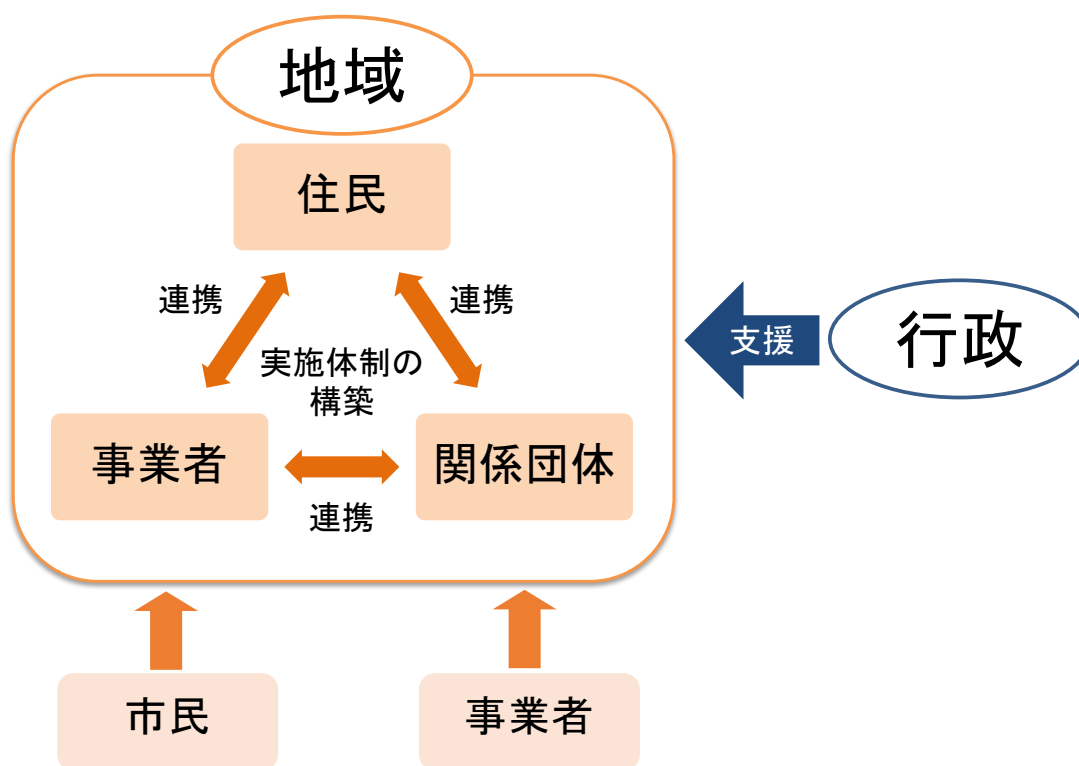 地域
住民
連携
連携
実施体制の
構築
支援
行政
事業者
関係団体
連携
市民
事業者